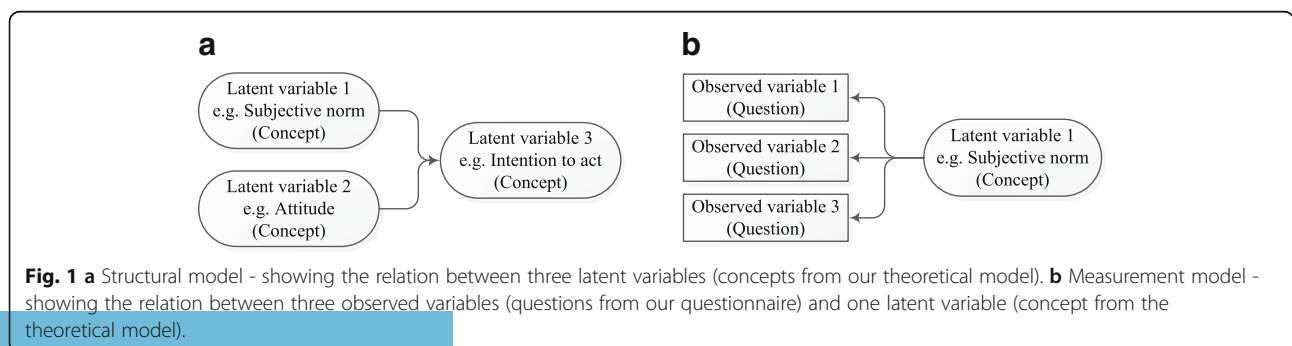 a
Latent variable 1
e.g. Subjective norm
(Concept)
Latent variable 2
e.g. Attitude
(Concept)
Latent variable 3
e.g. Intention to act
(Concept)
b
Observed variable 1
(Question)
Observed variable 2
(Question)
Observed variable 3
(Question)
Latent variable 1
e.g. Subjective norm
(Concept)
Fig. 1 a Structural model - showing the relation between three latent variables (concepts from our theoretical model). b Measurement model -
showing the relation between three observed variables (questions from our questionnaire) and one latent variable (concept from the
theoretical model).